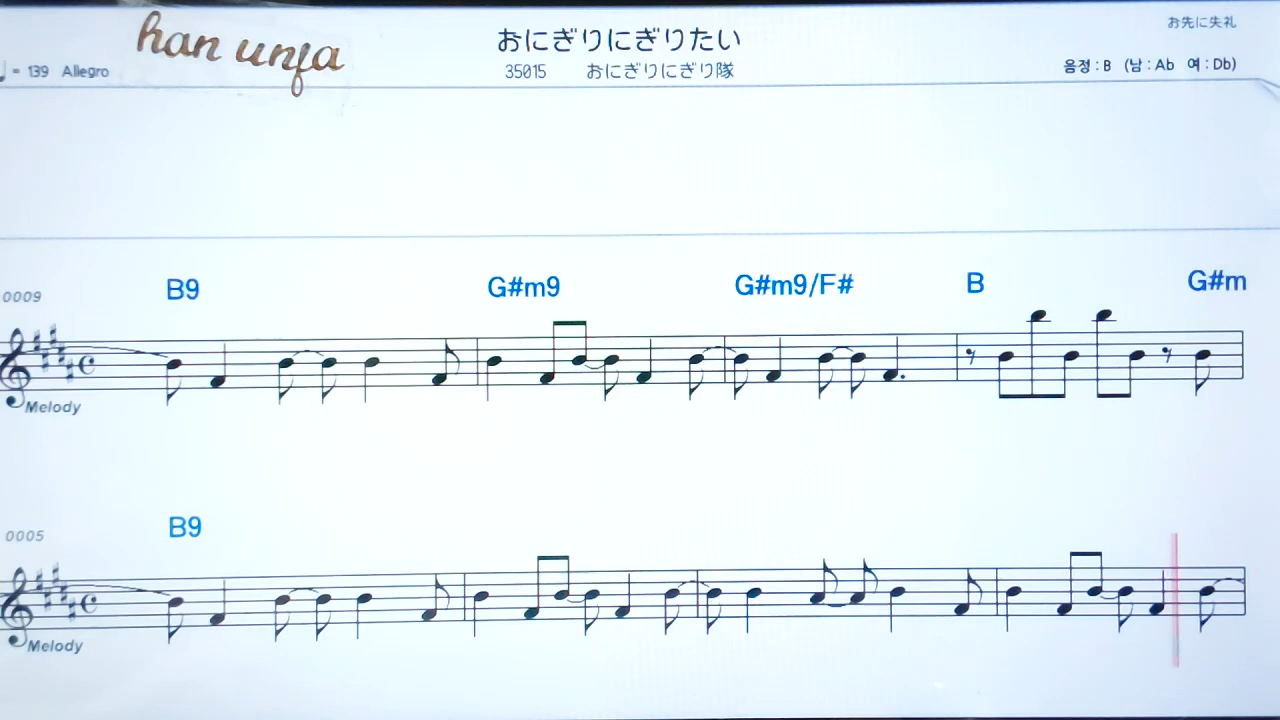 han unfa
おにぎりにぎりたい
お先に失礼
♩= 139 Allegro
35015 おにぎりにぎり隊
음정 : B (남 : Ab 여 : Db)
B9 G#m9 G#m9/F# B G#m
0009
Melody
B9
0005
Melody